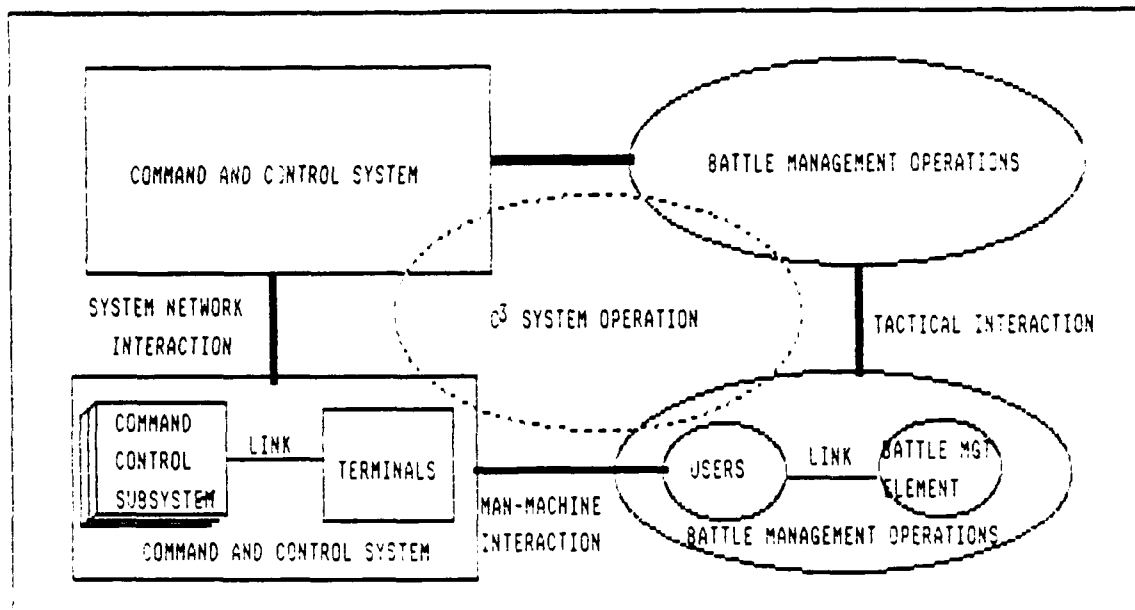 COMMAND AND CONTROL SYSTEM
BATTLE MANAGEMENT OPERATIONS
SYSTEM NETWORK
INTERACTION
C³ SYSTEM OPERATION
TACTICAL INTERACTION
COMMAND
CONTROL
SUBSYSTEM
LINK
TERMINALS
COMMAND AND CONTROL SYSTEM
MAN-MACHINE
INTERACTION
USERS
LINK
BATTLE MGT
ELEMENT
BATTLE MANAGEMENT OPERATIONS